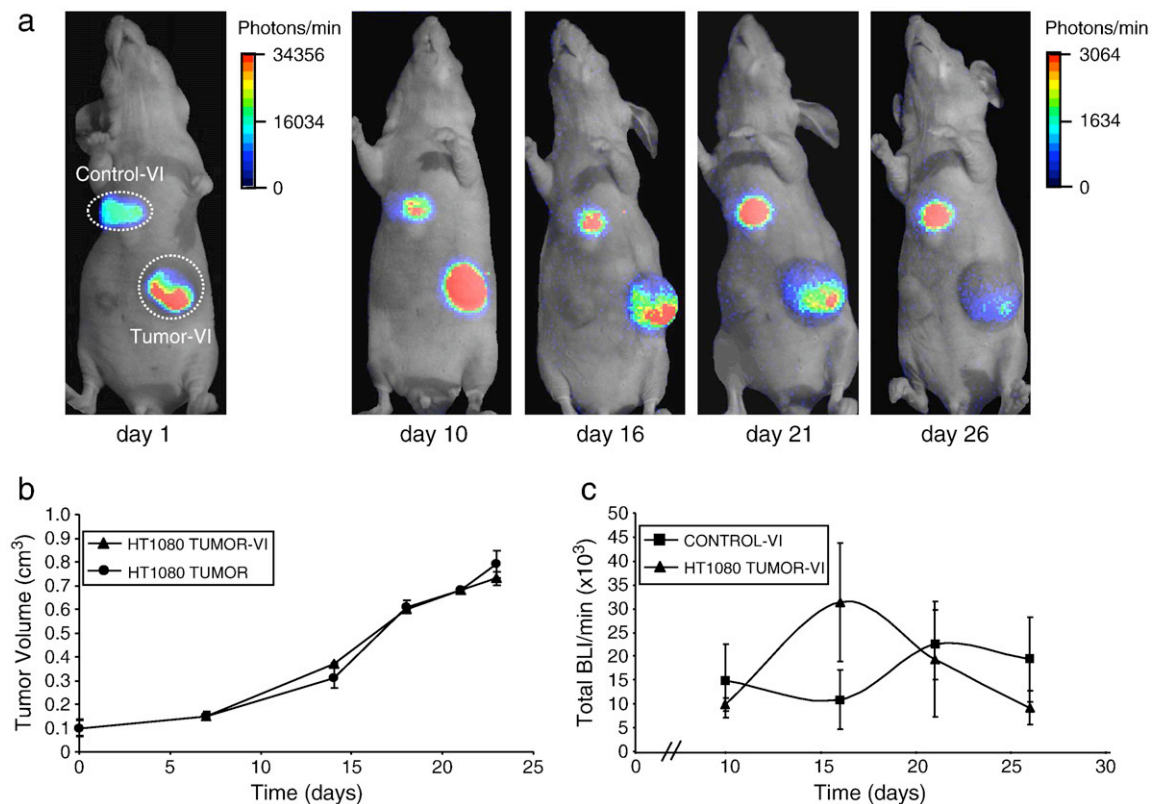 a
Photons/min
34356
16034
0
Control-VI
Tumor-VI
day 1
day 10
day 16
day 21
day 26
Photons/min
3064
1634
0
b
HT1080 TUMOR-VI
HT1080 TUMOR
Tumor Volume (cm³)
1.0
0.9
0.8
0.7
0.6
0.5
0.4
0.3
0.2
0.1
0
0 5 10 15 20 25
Time (days)
c
CONTROL-VI
HT1080 TUMOR-VI
Total BLI/min (x10³)
50
45
40
35
30
25
20
15
10
5
0
0 10 15 20 25 30
Time (days)